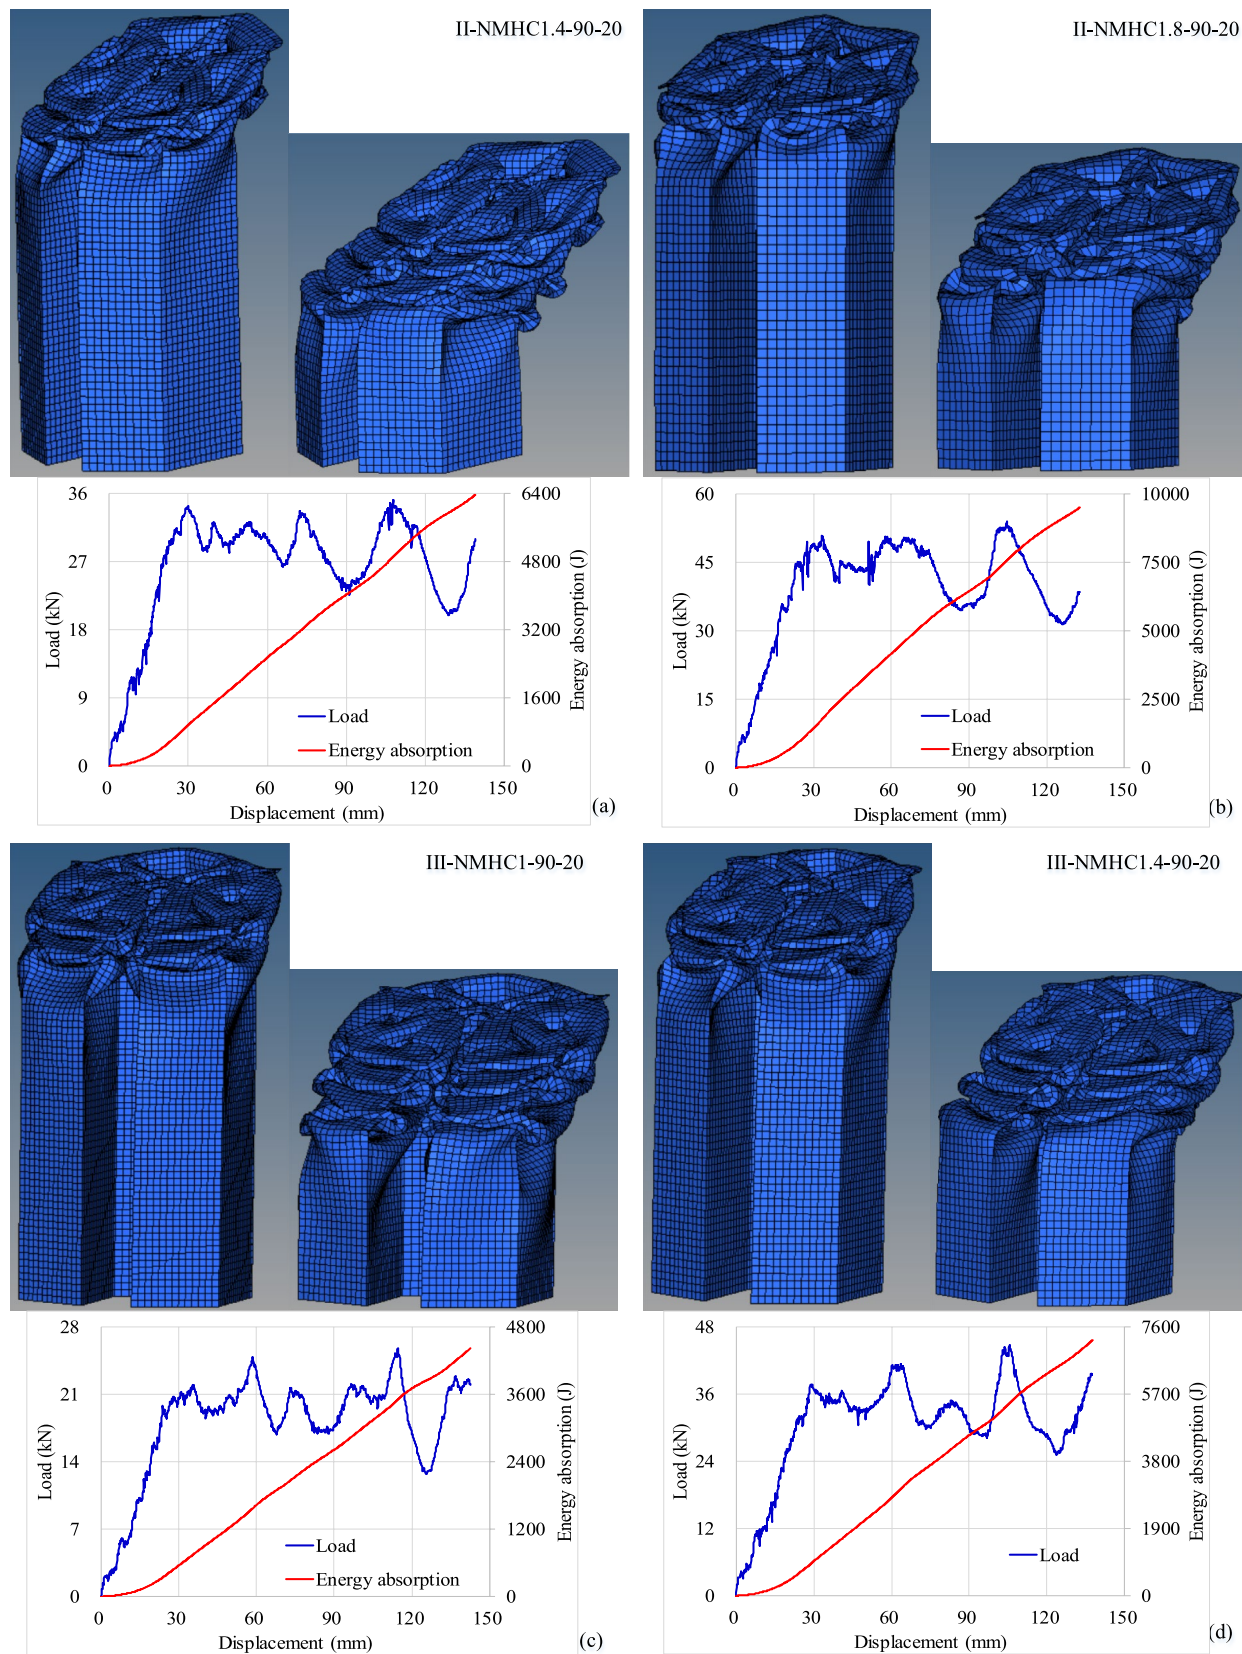 II-NMHC1.4-90-20
II-NMHC1.8-90-20
36
27
18
9
0
Load (kN)
6400
4800
3200
1600
0
Energy absorption (J)
Load
Energy absorption
0 30 60 90 120 150
Displacement (mm)
(a)
60
45
30
15
0
Load (kN)
10000
7500
5000
2500
0
Energy absorption (J)
Load
Energy absorption
0 30 60 90 120 150
Displacement (mm)
(b)
III-NMHC1-90-20
III-NMHC1.4-90-20
28
21
14
7
0
Load (kN)
4800
3600
2400
1200
0
Energy absorption (J)
Load
Energy absorption
0 30 60 90 120 150
Displacement (mm)
(c)
48
36
24
12
0
Load (kN)
7600
5700
3800
1900
0
Energy absorption (J)
Load
0 30 60 90 120 150
Displacement (mm)
(d)